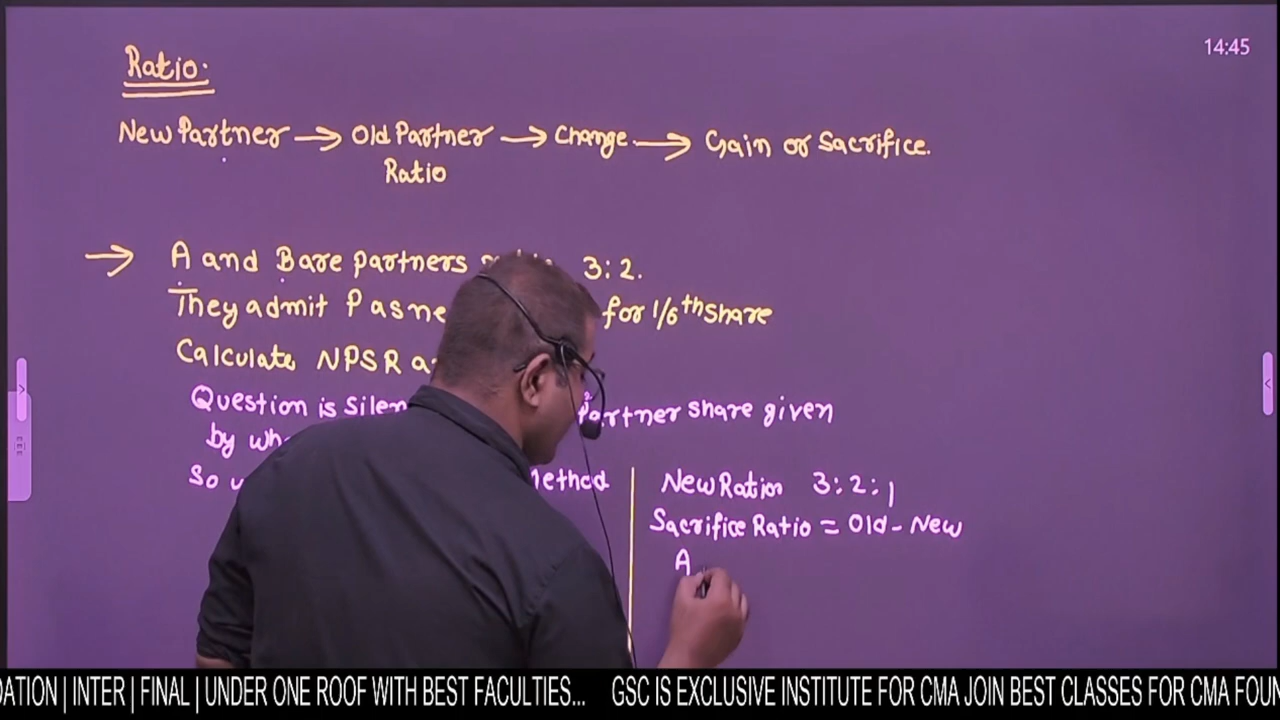 14:45
Ratio.
New Partner → Old Partner → Change → Gain or Sacrifice.
Ratio
→ A and B are partners 3:2.
They admit P as for 1/6th share
Calculate NPSR
Question is Partner share given
by
So Method
New Ration 3:2:1
Sacrifice Ratio = Old - New
A
DATION | INTER | FINAL | UNDER ONE ROOF WITH BEST FACULTIES... GSC IS EXCLUSIVE INSTITUTE FOR CMA JOIN BEST CLASSES FOR CMA FOUN